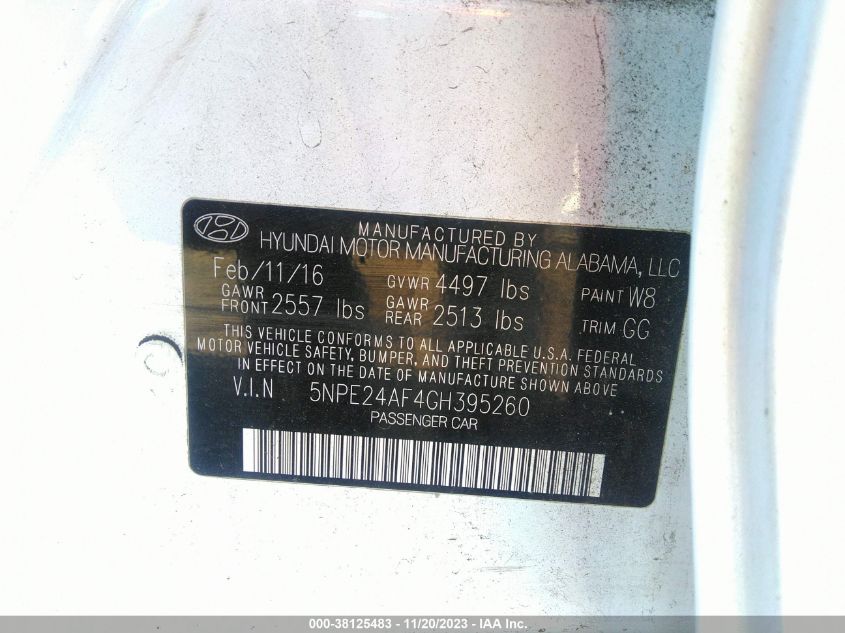 MANUFACTURED BY
HYUNDAI MOTOR MANUFACTURING ALABAMA, LLC
Feb/11/16 GVWR 4497 lbs PAINT W8
GAWR FRONT 2557 lbs GAWR REAR 2513 lbs TRIM GG
THIS VEHICLE CONFORMS TO ALL APPLICABLE U.S.A. FEDERAL
MOTOR VEHICLE SAFETY, BUMPER, AND THEFT PREVENTION STANDARDS
IN EFFECT ON THE DATE OF MANUFACTURE SHOWN ABOVE
V.I.N 5NPE24AF4GH395260
PASSENGER CAR
000-38125483 - 11/20/2023 - IAA Inc.